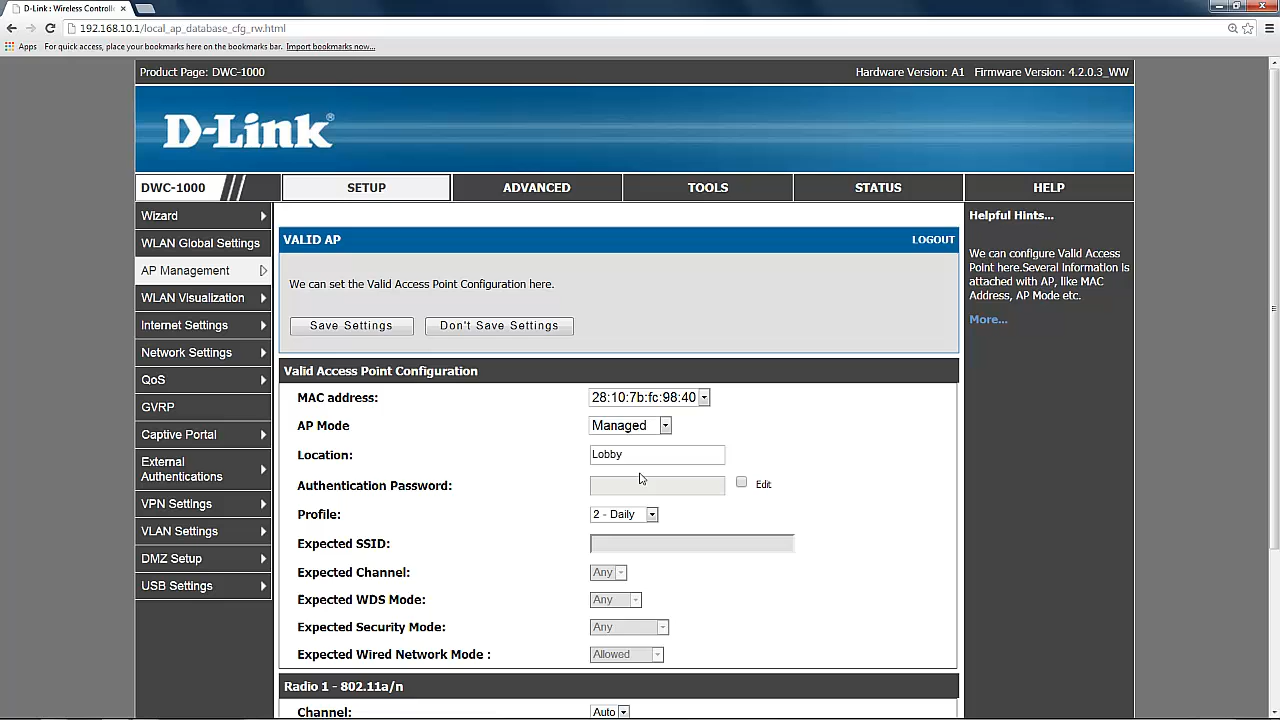 D-Link : Wireless Controll
192.168.10.1/local_ap_database_cfg_rw.html
Apps For quick access, place your bookmarks here on the bookmarks bar. Import bookmarks now...
Product Page: DWC-1000
Hardware Version: A1 Firmware Version: 4.2.0.3_WW
D-Link®
DWC-1000
SETUP
ADVANCED
TOOLS
STATUS
HELP
Wizard
WLAN Global Settings
AP Management
WLAN Visualization
Internet Settings
Network Settings
QoS
GVRP
Captive Portal
External
Authentications
VPN Settings
VLAN Settings
DMZ Setup
USB Settings
VALID AP
LOGOUT
We can set the Valid Access Point Configuration here.
Save Settings
Don't Save Settings
Valid Access Point Configuration
MAC address: 28:10:7b:fc:98:40
AP Mode Managed
Location: Lobby
Authentication Password: Edit
Profile: 2 - Daily
Expected SSID:
Expected Channel: Any
Expected WDS Mode: Any
Expected Security Mode: Any
Expected Wired Network Mode : Allowed
Radio 1 - 802.11a/n
Channel: Auto
Helpful Hints...
We can configure Valid Access
Point here.Several Information is
attached with AP, like MAC
Address, AP Mode etc.
More...